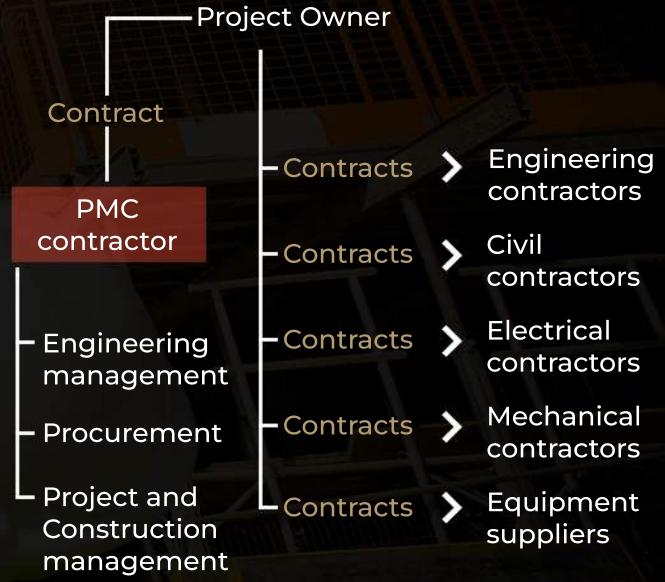 Project Owner
Contract
PMC
contractor
Engineering
management
Procurement
Project and
Construction
management
Contracts
Engineering
contractors
Contracts
Civil
contractors
Contracts
Electrical
contractors
Contracts
Mechanical
contractors
Contracts
Equipment
suppliers